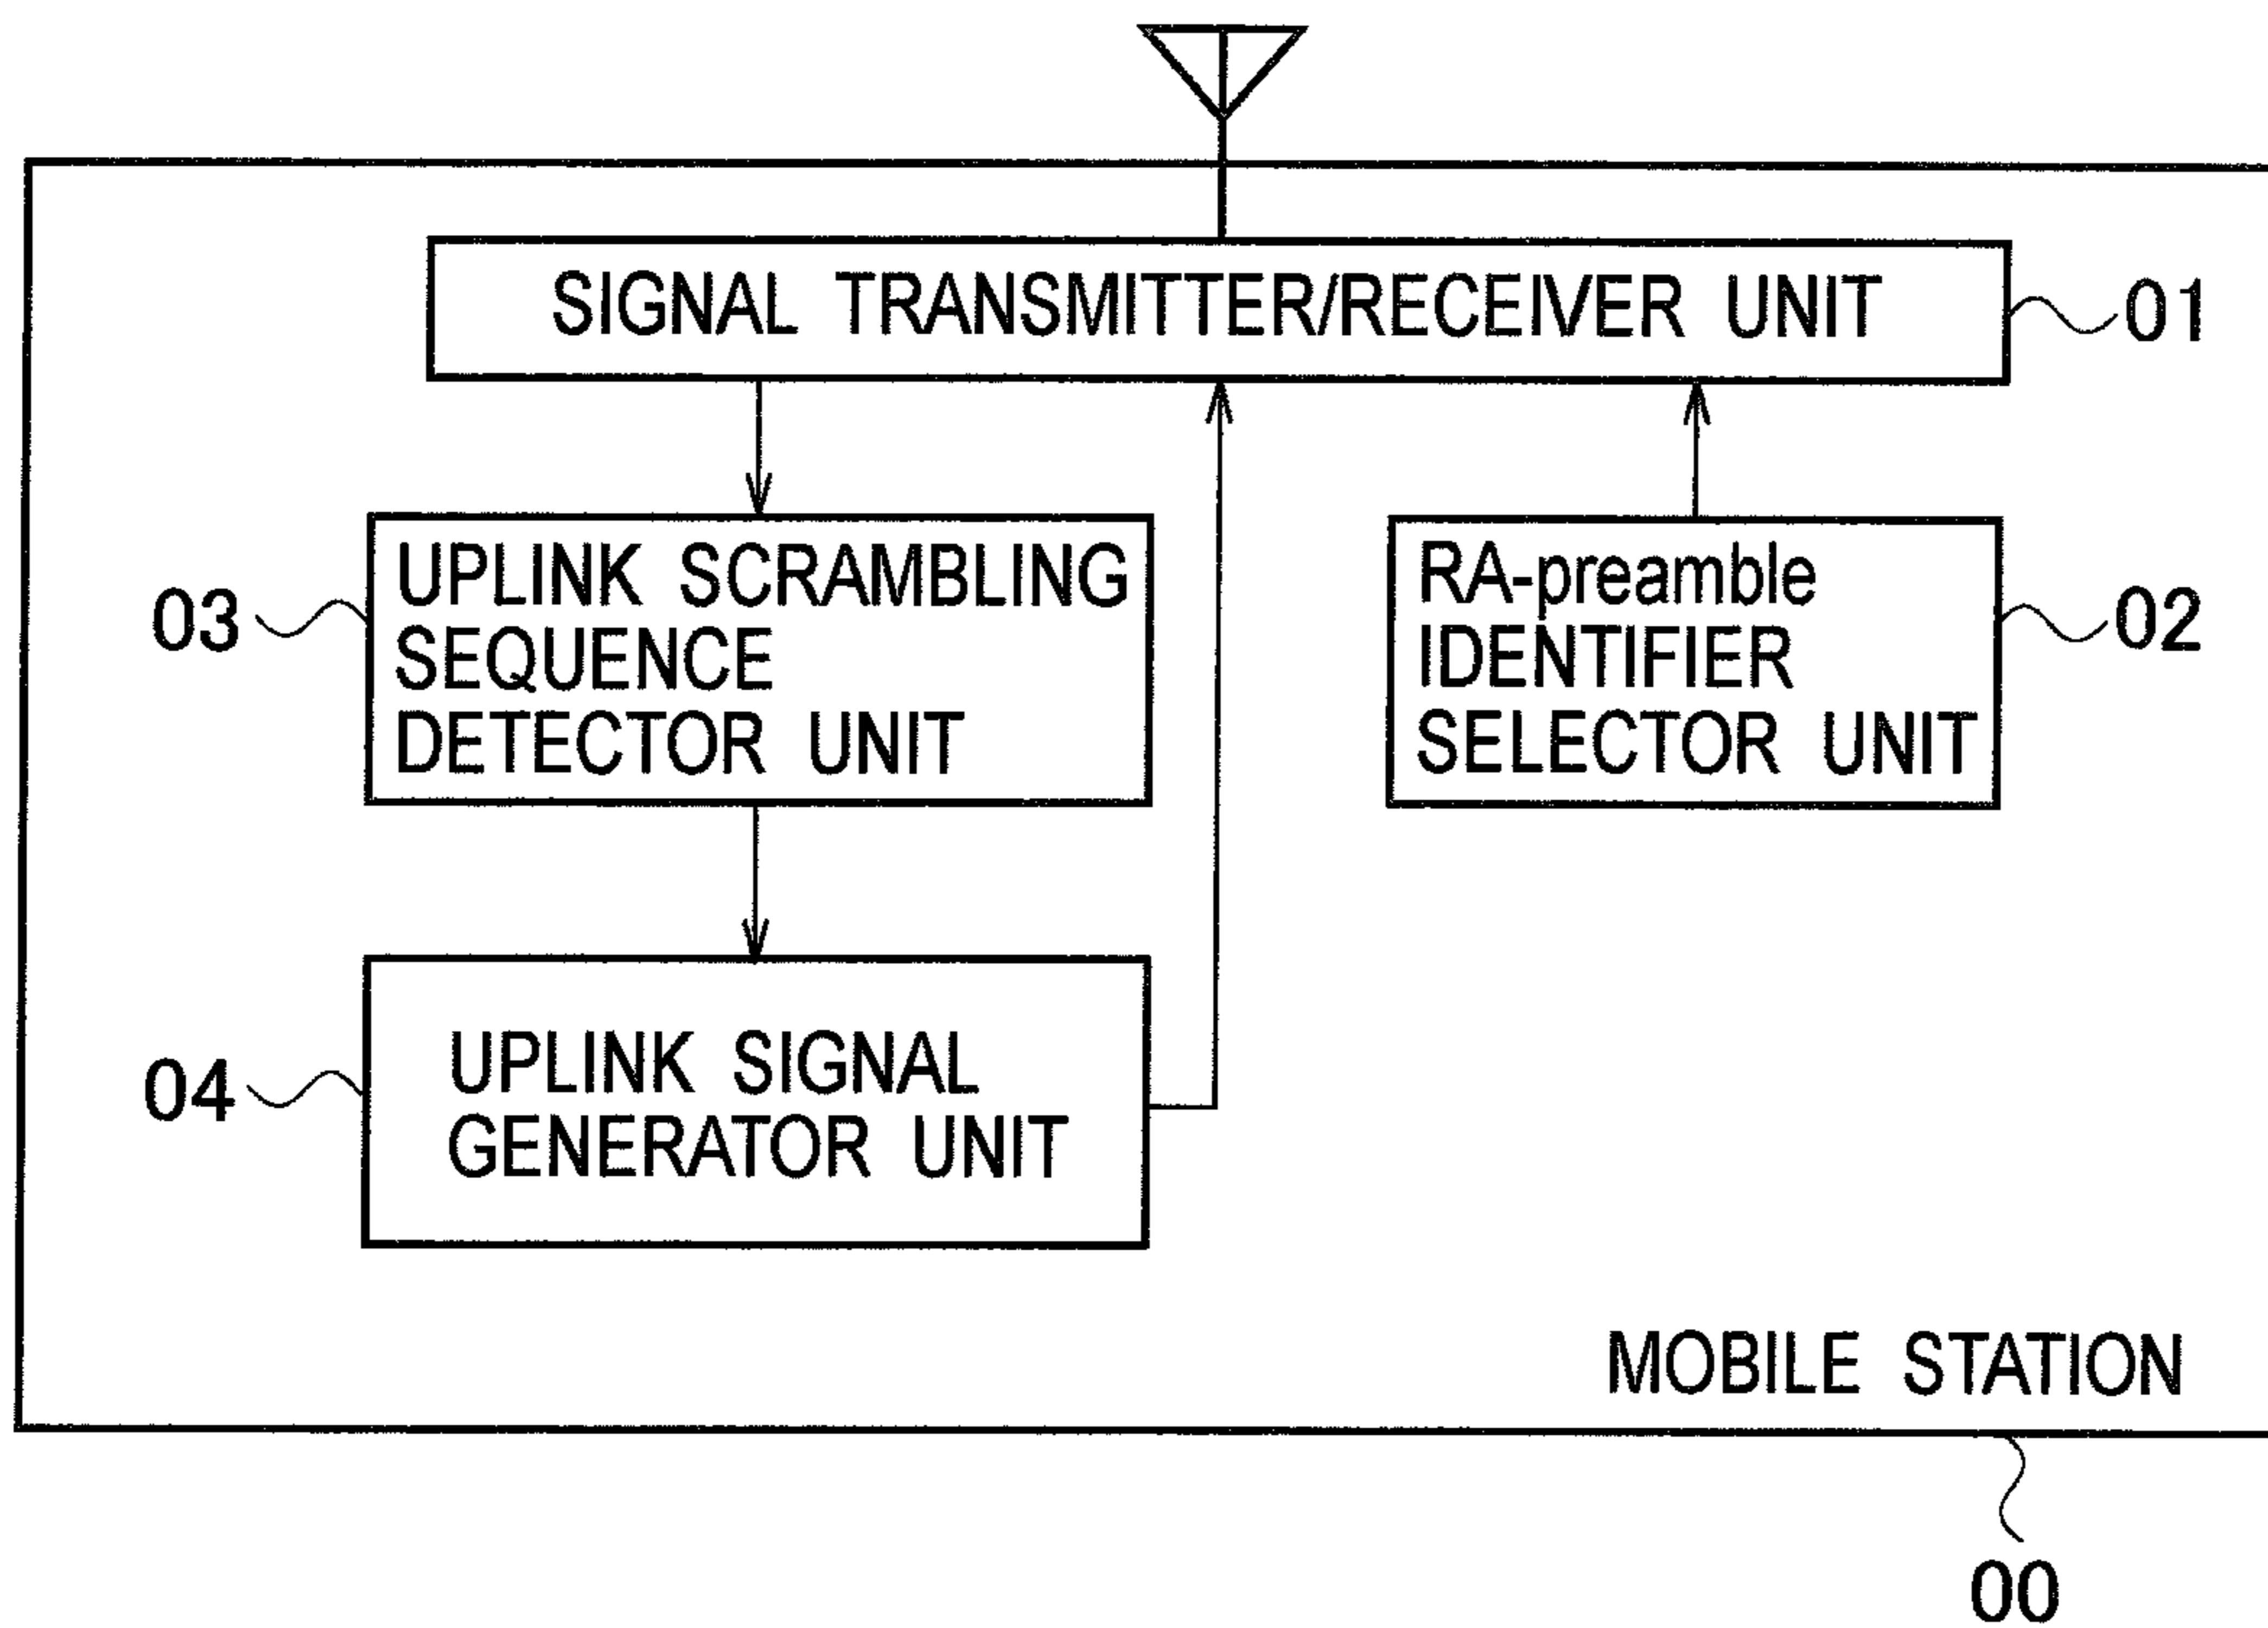 SIGNAL TRANSMITTER/RECEIVER UNIT
01
03
UPLINK SCRAMBLING
SEQUENCE
DETECTOR UNIT
RA-preamble
IDENTIFIER
SELECTOR UNIT
02
04
UPLINK SIGNAL
GENERATOR UNIT
MOBILE STATION
00